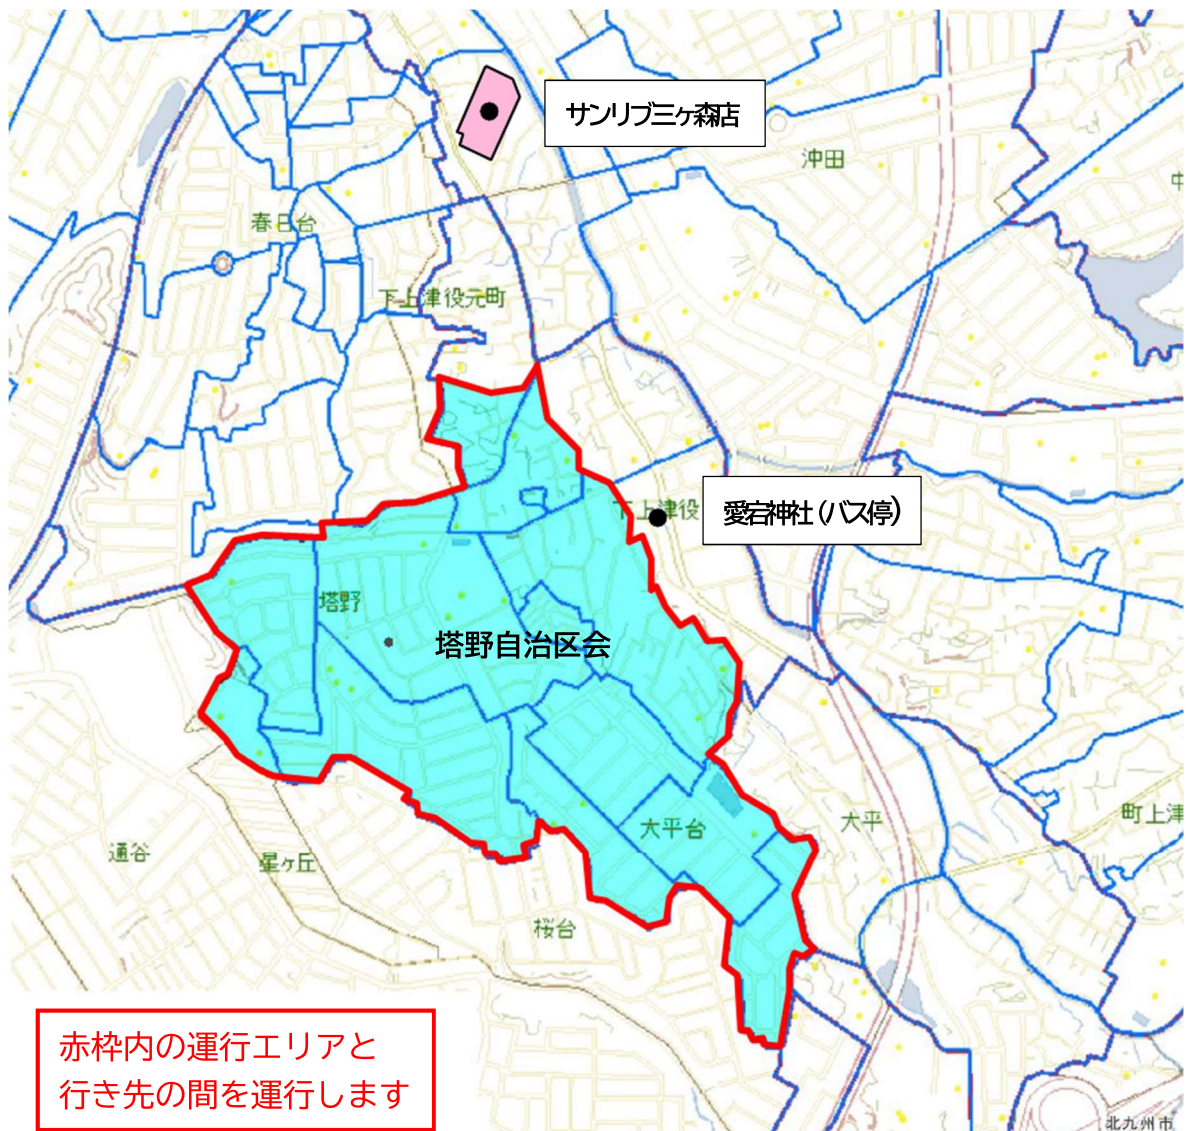 サンリブ三ヶ森店
沖田
中
春日台
下上津役元町
下上津役
愛宕神社(バス停)
塔野
塔野自治区会
大平台
大平
町上津
通谷
星ヶ丘
桜台
赤枠内の運行エリアと
行き先の間を運行します
北九州市